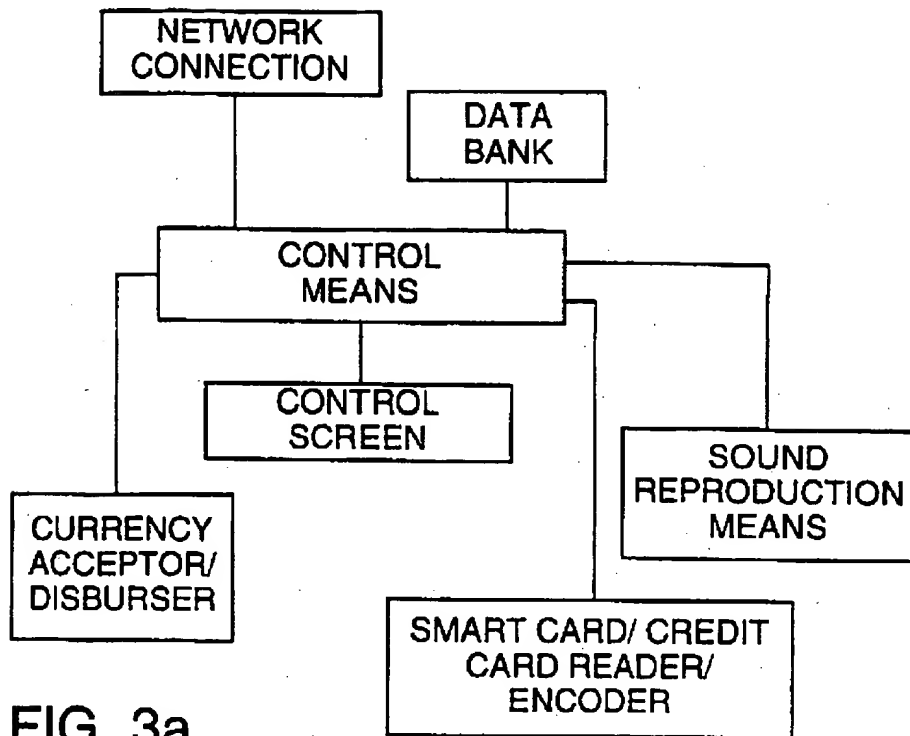 NETWORK
CONNECTION
DATA
BANK
CONTROL
MEANS
CONTROL
SCREEN
SOUND
REPRODUCTION
MEANS
CURRENCY
ACCEPTOR/
DISBURSER
SMART CARD/ CREDIT
CARD READER/
ENCODER
FIG. 3a